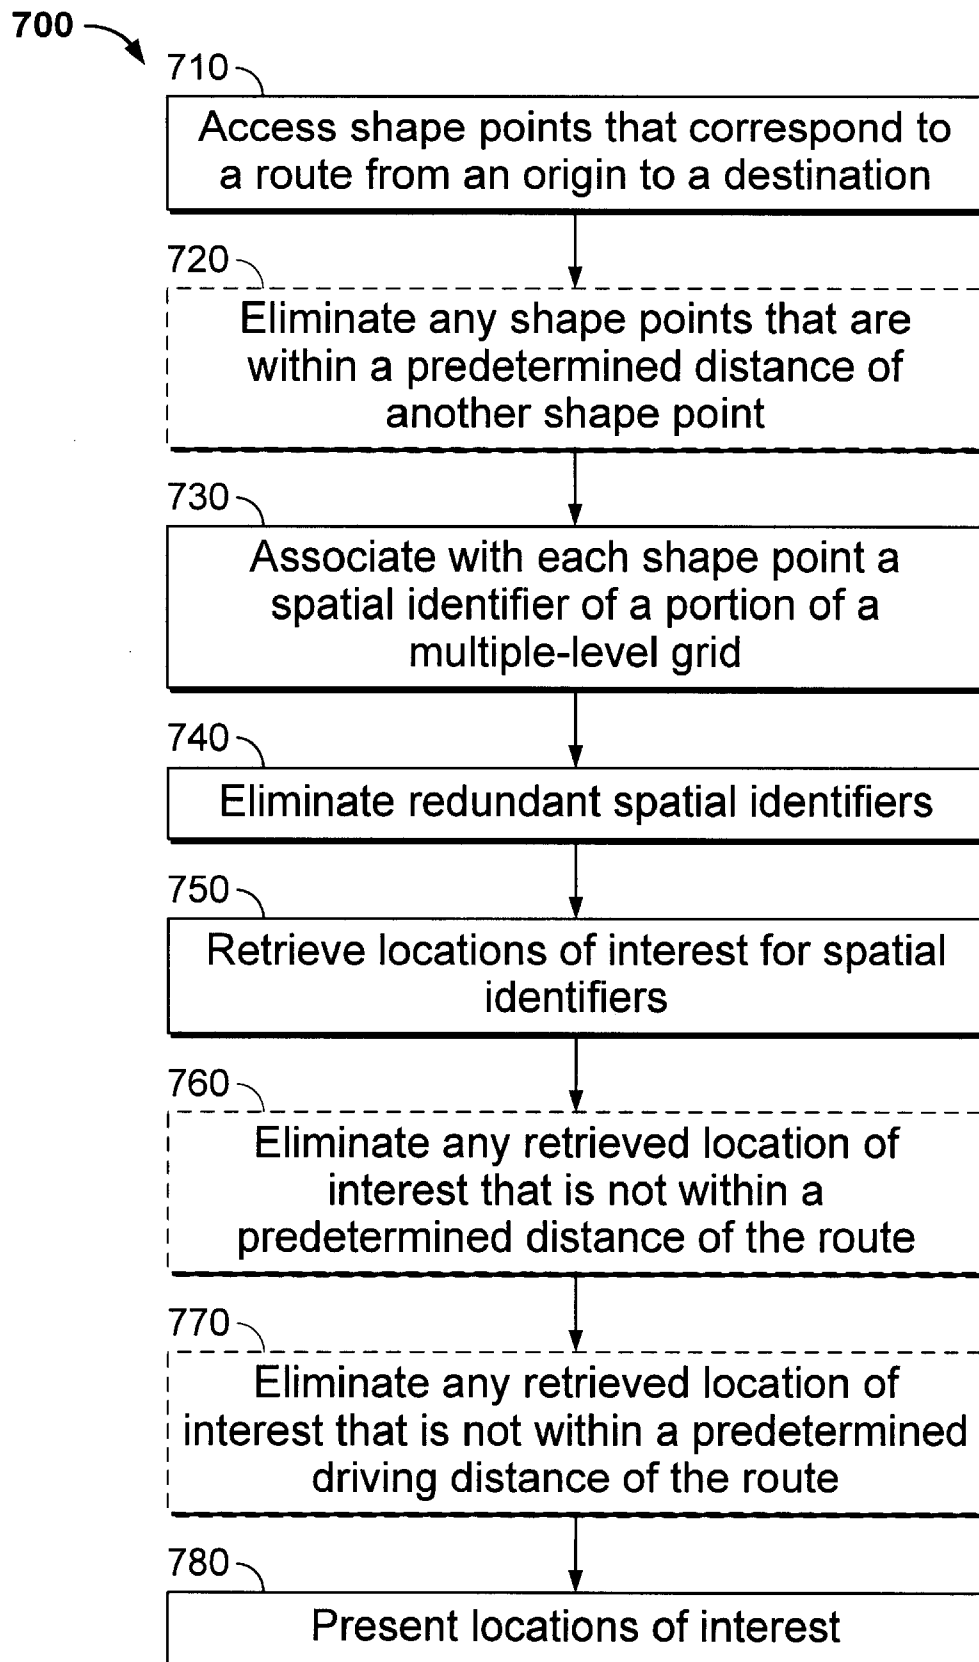 700
710
Access shape points that correspond to
a route from an origin to a destination
720
Eliminate any shape points that are
within a predetermined distance of
another shape point
730
Associate with each shape point a
spatial identifier of a portion of a
multiple-level grid
740
Eliminate redundant spatial identifiers
750
Retrieve locations of interest for spatial
identifiers
760
Eliminate any retrieved location of
interest that is not within a
predetermined distance of the route
770
Eliminate any retrieved location of
interest that is not within a predetermined
driving distance of the route
780
Present locations of interest